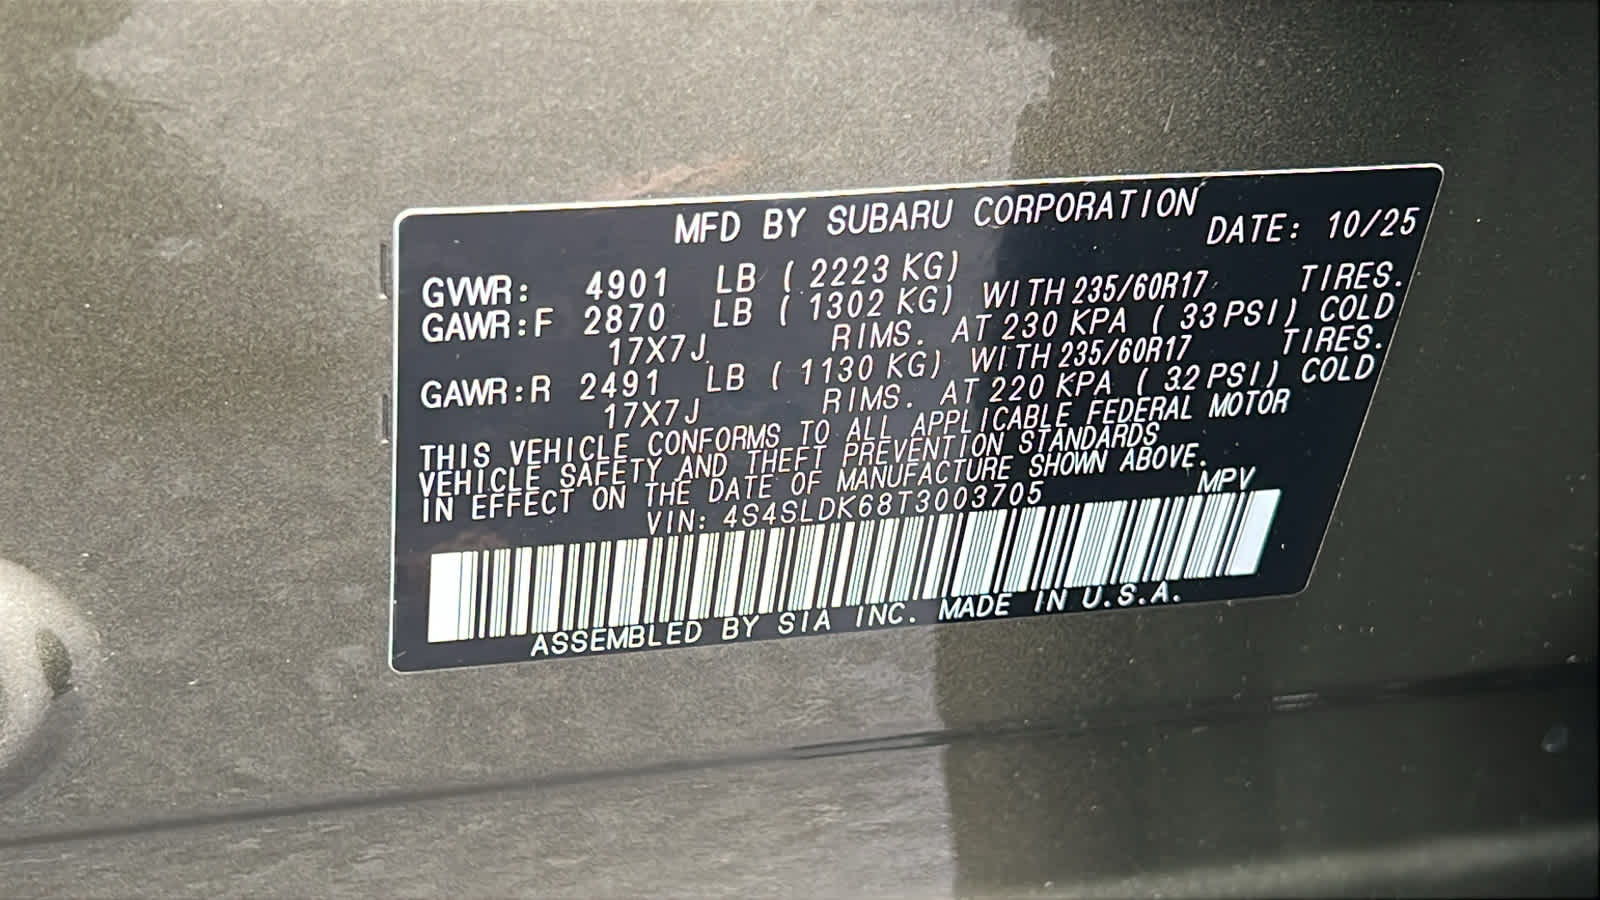 MFD BY SUBARU CORPORATION DATE: 10/25
GVWR: 4901 LB ( 2223 KG)
GAWR:F 2870 LB ( 1302 KG) WITH 235/60R17 TIRES.
17X7J RIMS. AT 230 KPA ( 33 PSI) COLD
GAWR:R 2491 LB ( 1130 KG) WITH 235/60R17 TIRES.
17X7J RIMS. AT 220 KPA ( 32 PSI) COLD
THIS VEHICLE CONFORMS TO ALL APPLICABLE FEDERAL MOTOR
VEHICLE SAFETY AND THEFT PREVENTION STANDARDS
IN EFFECT ON THE DATE OF MANUFACTURE SHOWN ABOVE.
VIN: 4S4SLDK68T3003705 MPV
ASSEMBLED BY SIA INC. MADE IN U.S.A.